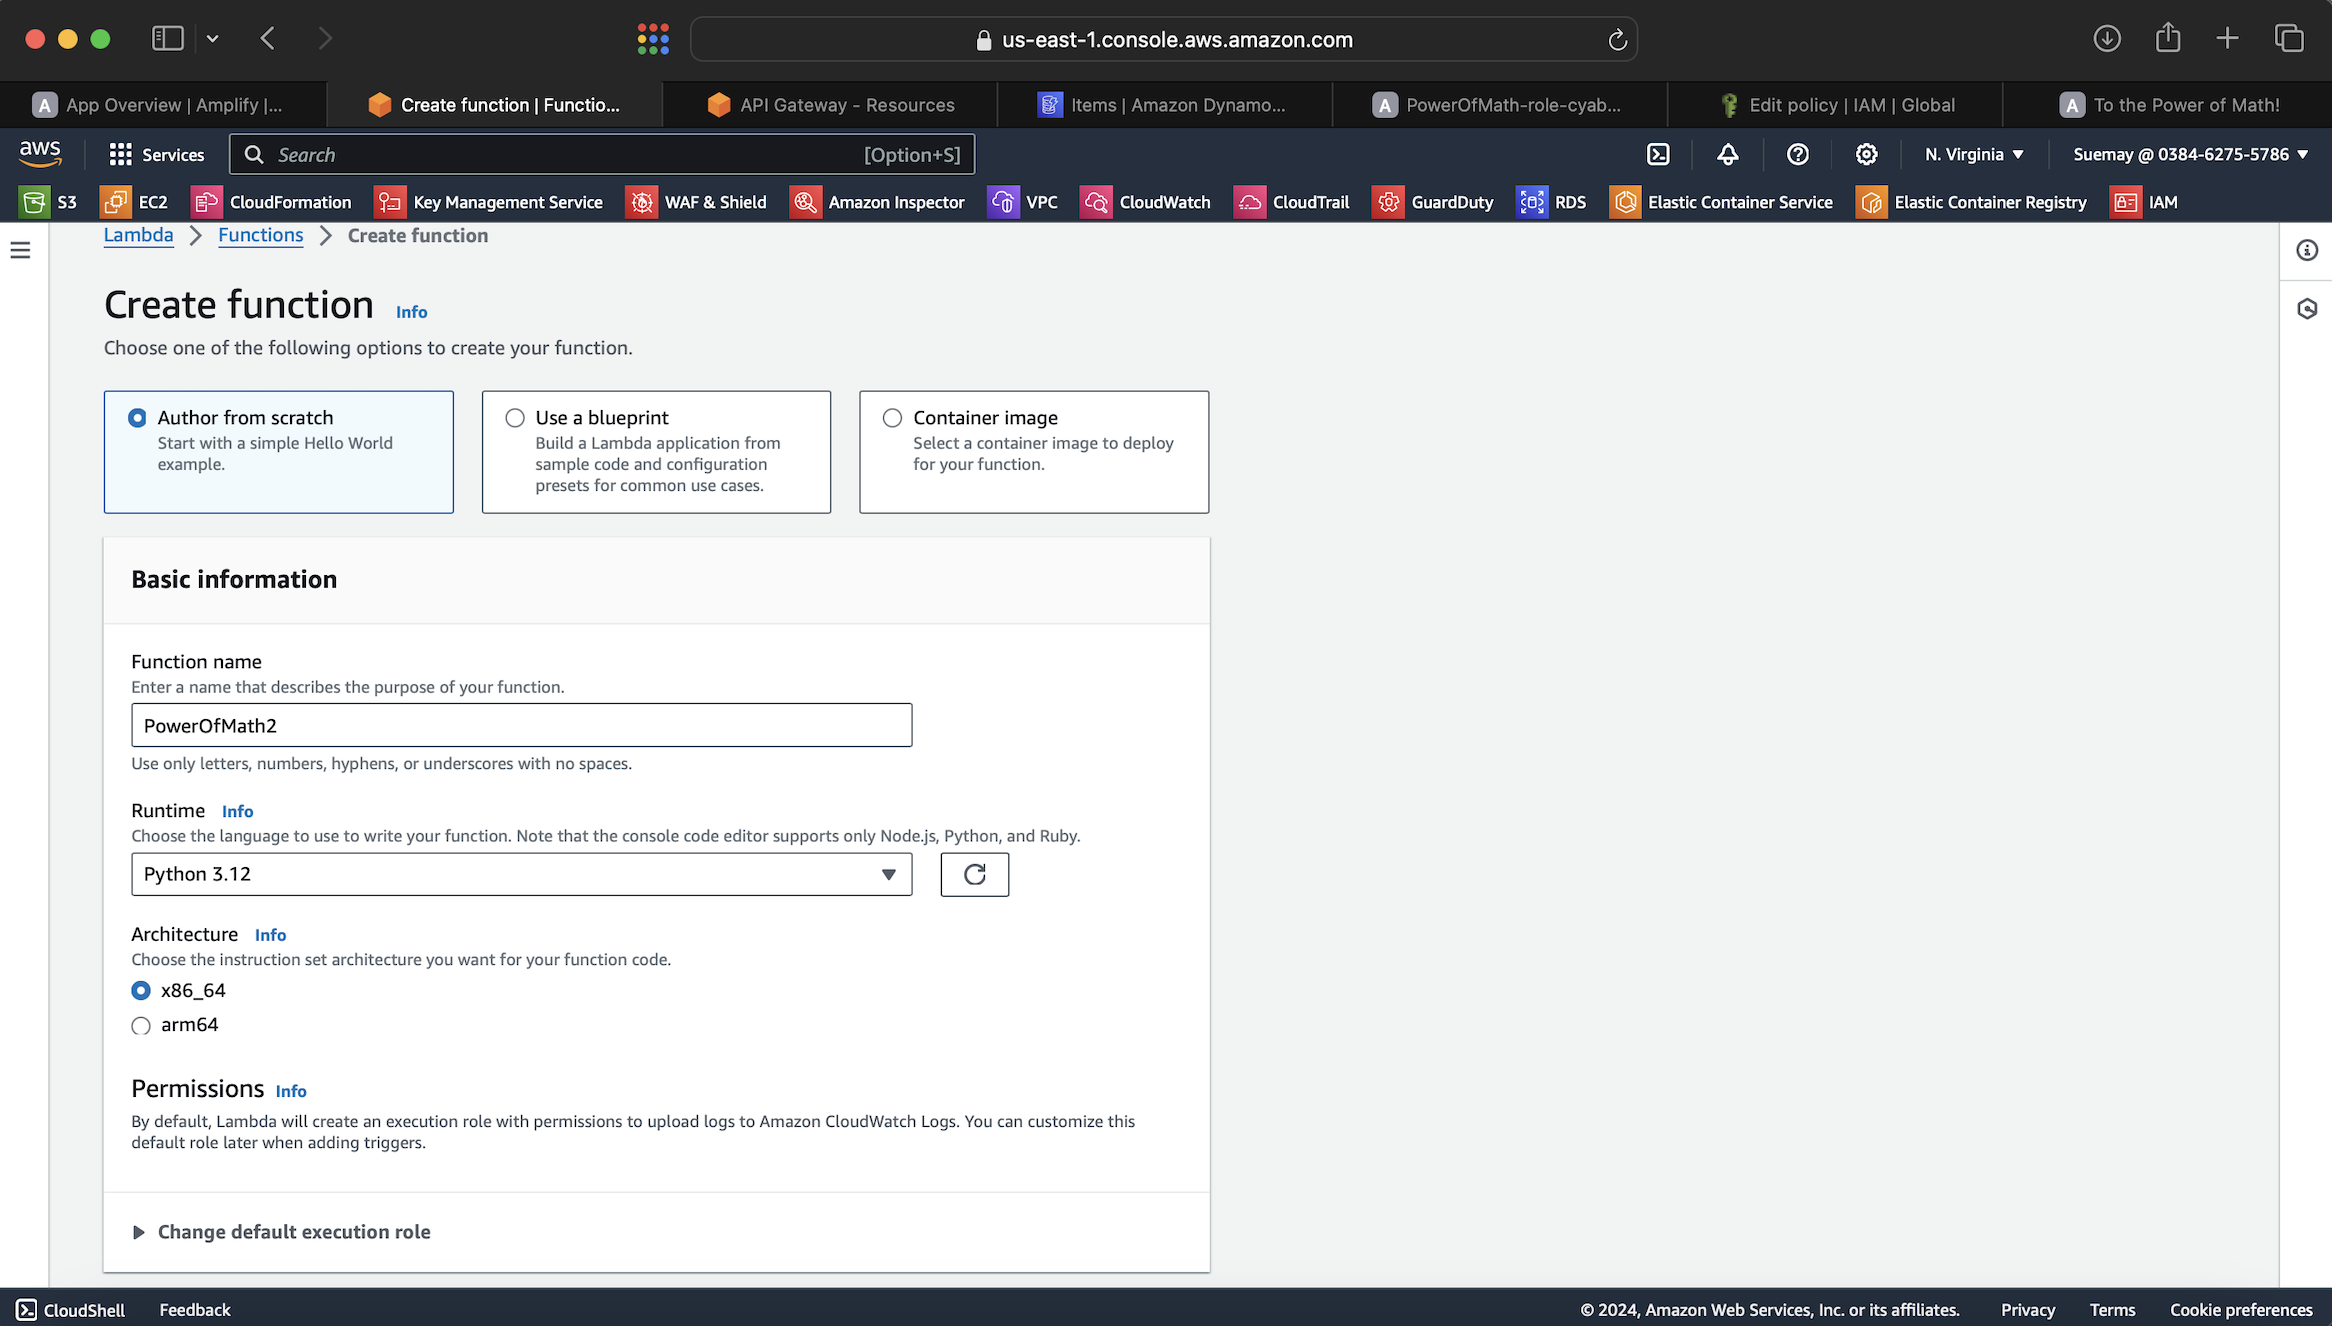 us-east-1.console.aws.amazon.com
A App Overview | Amplify |...
Create function | Functio...
API Gateway - Resources
Items | Amazon Dynamo...
A PowerOfMath-role-cyab...
Edit policy | IAM | Global
A To the Power of Math!
aws
Services
Search
[Option+S]
N. Virginia
Suemay @ 0384-6275-5786
S3
EC2
CloudFormation
Key Management Service
WAF & Shield
Amazon Inspector
VPC
CloudWatch
CloudTrail
GuardDuty
RDS
Elastic Container Service
Elastic Container Registry
IAM
Lambda > Functions > Create function
Create function Info
Choose one of the following options to create your function.
Author from scratch
Start with a simple Hello World
example.
Use a blueprint
Build a Lambda application from
sample code and configuration
presets for common use cases.
Container image
Select a container image to deploy
for your function.
Basic information
Function name
Enter a name that describes the purpose of your function.
PowerOfMath2
Use only letters, numbers, hyphens, or underscores with no spaces.
Runtime Info
Choose the language to use to write your function. Note that the console code editor supports only Node.js, Python, and Ruby.
Python 3.12
Architecture Info
Choose the instruction set architecture you want for your function code.
x86_64
arm64
Permissions Info
By default, Lambda will create an execution role with permissions to upload logs to Amazon CloudWatch Logs. You can customize this
default role later when adding triggers.
Change default execution role
CloudShell
Feedback
© 2024, Amazon Web Services, Inc. or its affiliates.
Privacy
Terms
Cookie preferences